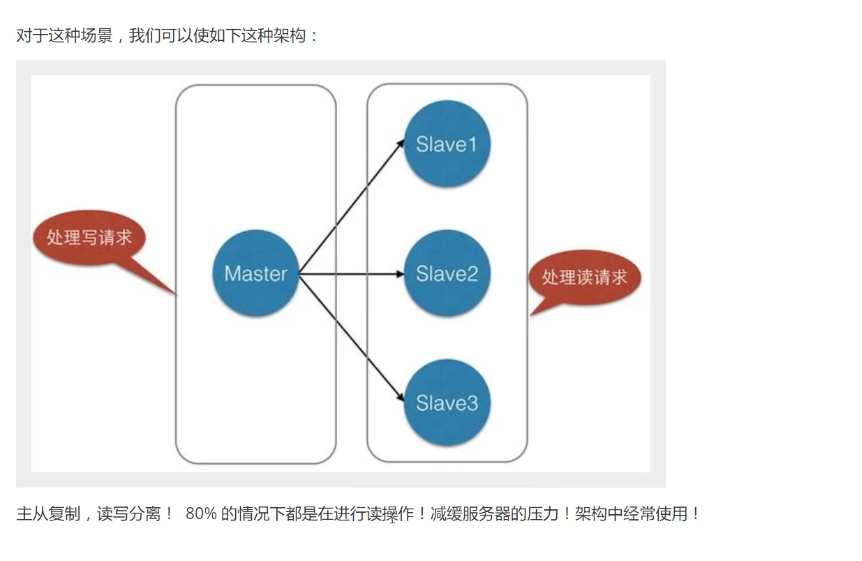 对于这种场景，我们可以使如下这种架构：
Slave1
处理写请求
Master
Slave2
处理读请求
Slave3
主从复制，读写分离！ 80% 的情况下都是在进行读操作！减缓服务器的压力！架构中经常使用！